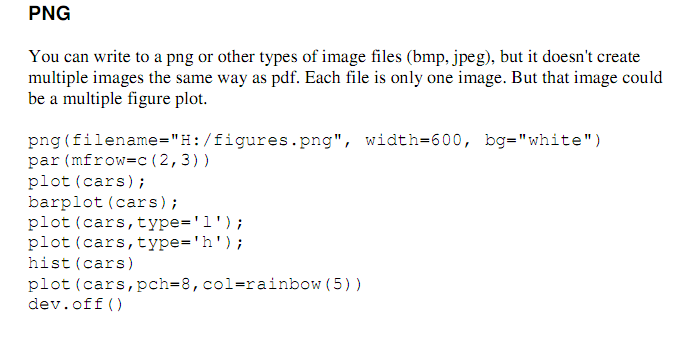 PNG
You can write to a png or other types of image files (bmp, jpeg), but it doesn't create
multiple images the same way as pdf. Each file is only one image. But that image could
be a multiple figure plot.
png(filename="H:/figures.png", width=600, bg="white")
par(mfrow=c(2,3))
plot(cars);
barplot(cars);
plot(cars,type='l');
plot(cars,type='h');
hist(cars)
plot(cars,pch=8,col=rainbow(5))
dev.off()